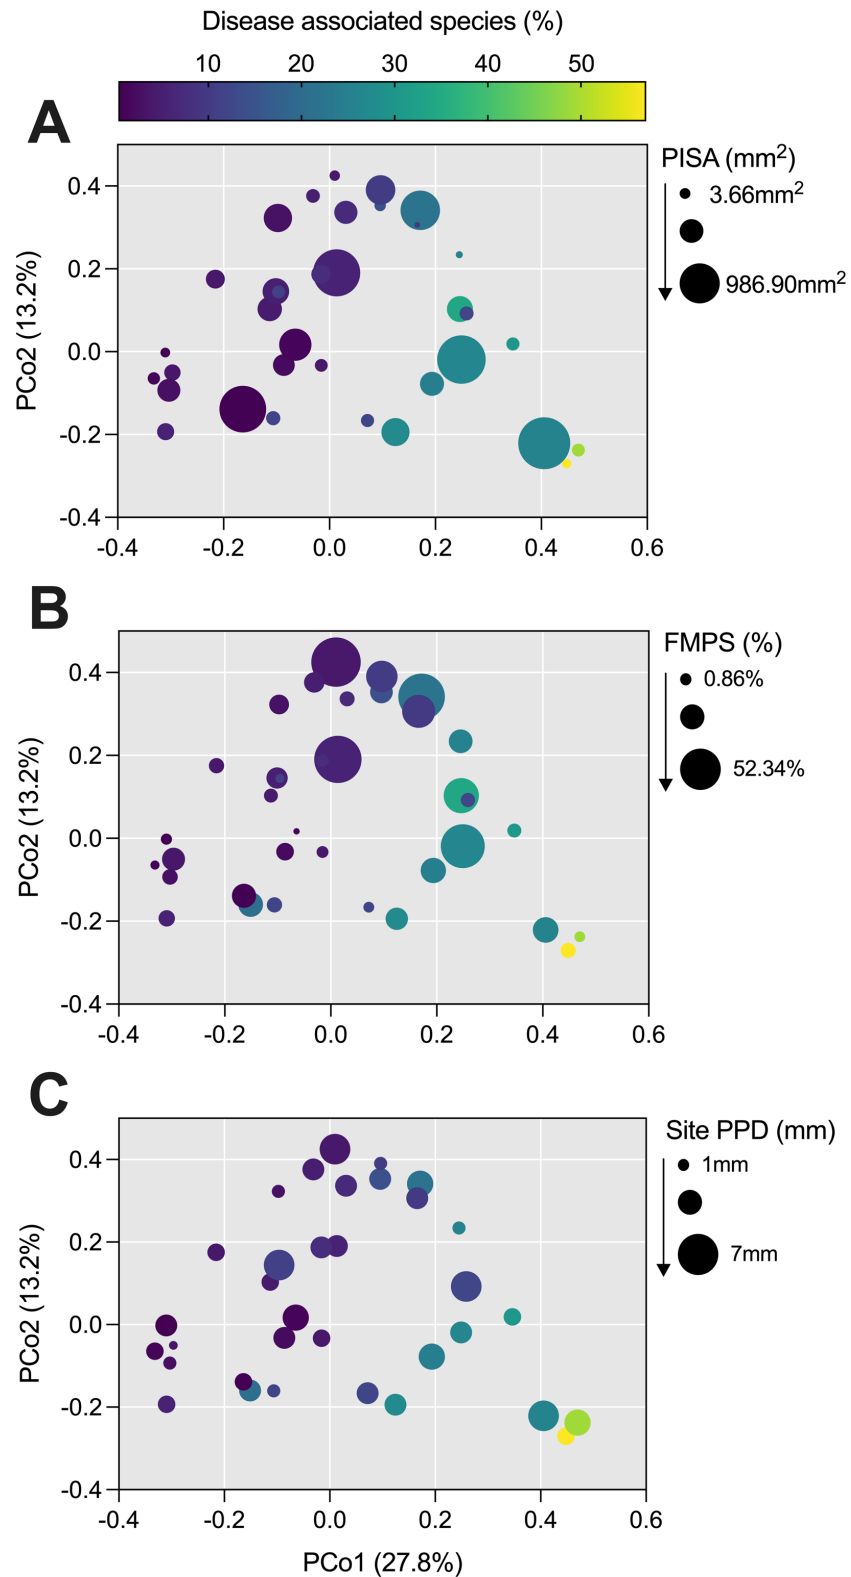 Disease associated species (%)
10 20 30 40 50
A
PISA (mm²)
3.66mm²
986.90mm²
PCo2 (13.2%)
0.4
0.2
0.0
-0.2
-0.4
-0.4 -0.2 0.0 0.2 0.4 0.6
B
FMPS (%)
0.86%
52.34%
PCo2 (13.2%)
0.4
0.2
0.0
-0.2
-0.4
-0.4 -0.2 0.0 0.2 0.4 0.6
C
Site PPD (mm)
1mm
7mm
PCo2 (13.2%)
0.4
0.2
0.0
-0.2
-0.4
-0.4 -0.2 0.0 0.2 0.4 0.6
PCo1 (27.8%)